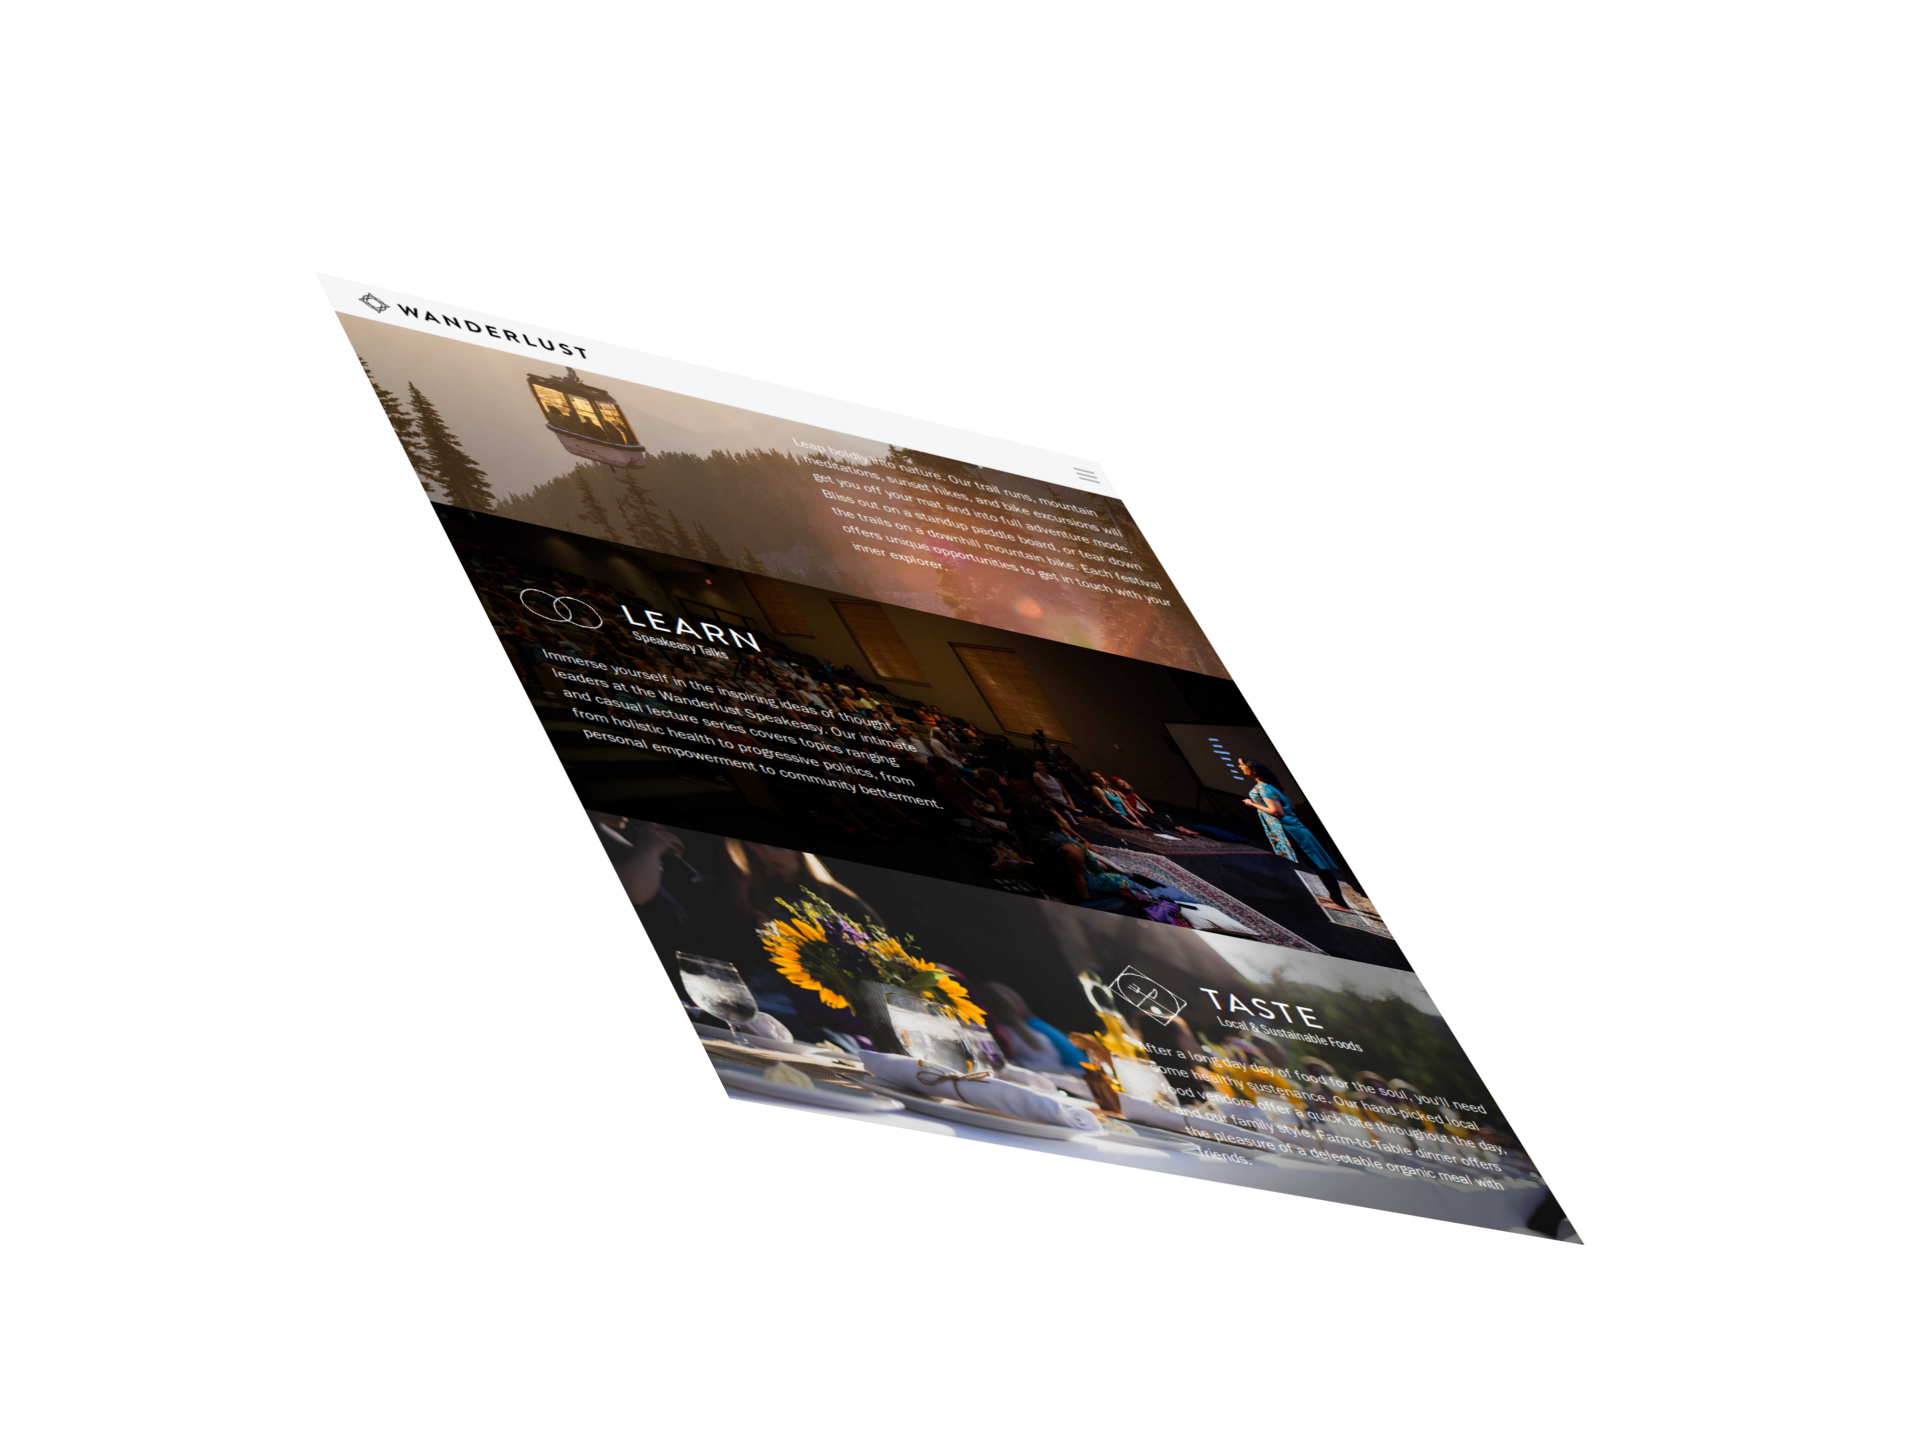 WANDERLUST
Leap boldly into nature. Our trail runs, mountain
meditations, sunset hikes, and bike excursions will
get you off your mat and into full adventure mode.
Bliss out on a standup paddle board, or tear down
the trails on a downhill mountain bike. Each festival
offers unique opportunities to get in touch with your
inner explorer.
LEARN
Speakeasy Talks
Immerse yourself in the inspiring ideas of thought-
leaders at the Wanderlust Speakeasy. Our intimate
and casual lecture series covers topics ranging
from holistic health to progressive politics, from
personal empowerment to community betterment.
TASTE
Local & Sustainable Foods
After a long day day of food for the soul, you'll need
some healthy sustenance. Our hand-picked local
food vendors offer a quick bite throughout the day,
and our family style, Farm-to-Table dinner offers
the pleasure of a delectable organic meal with
friends.